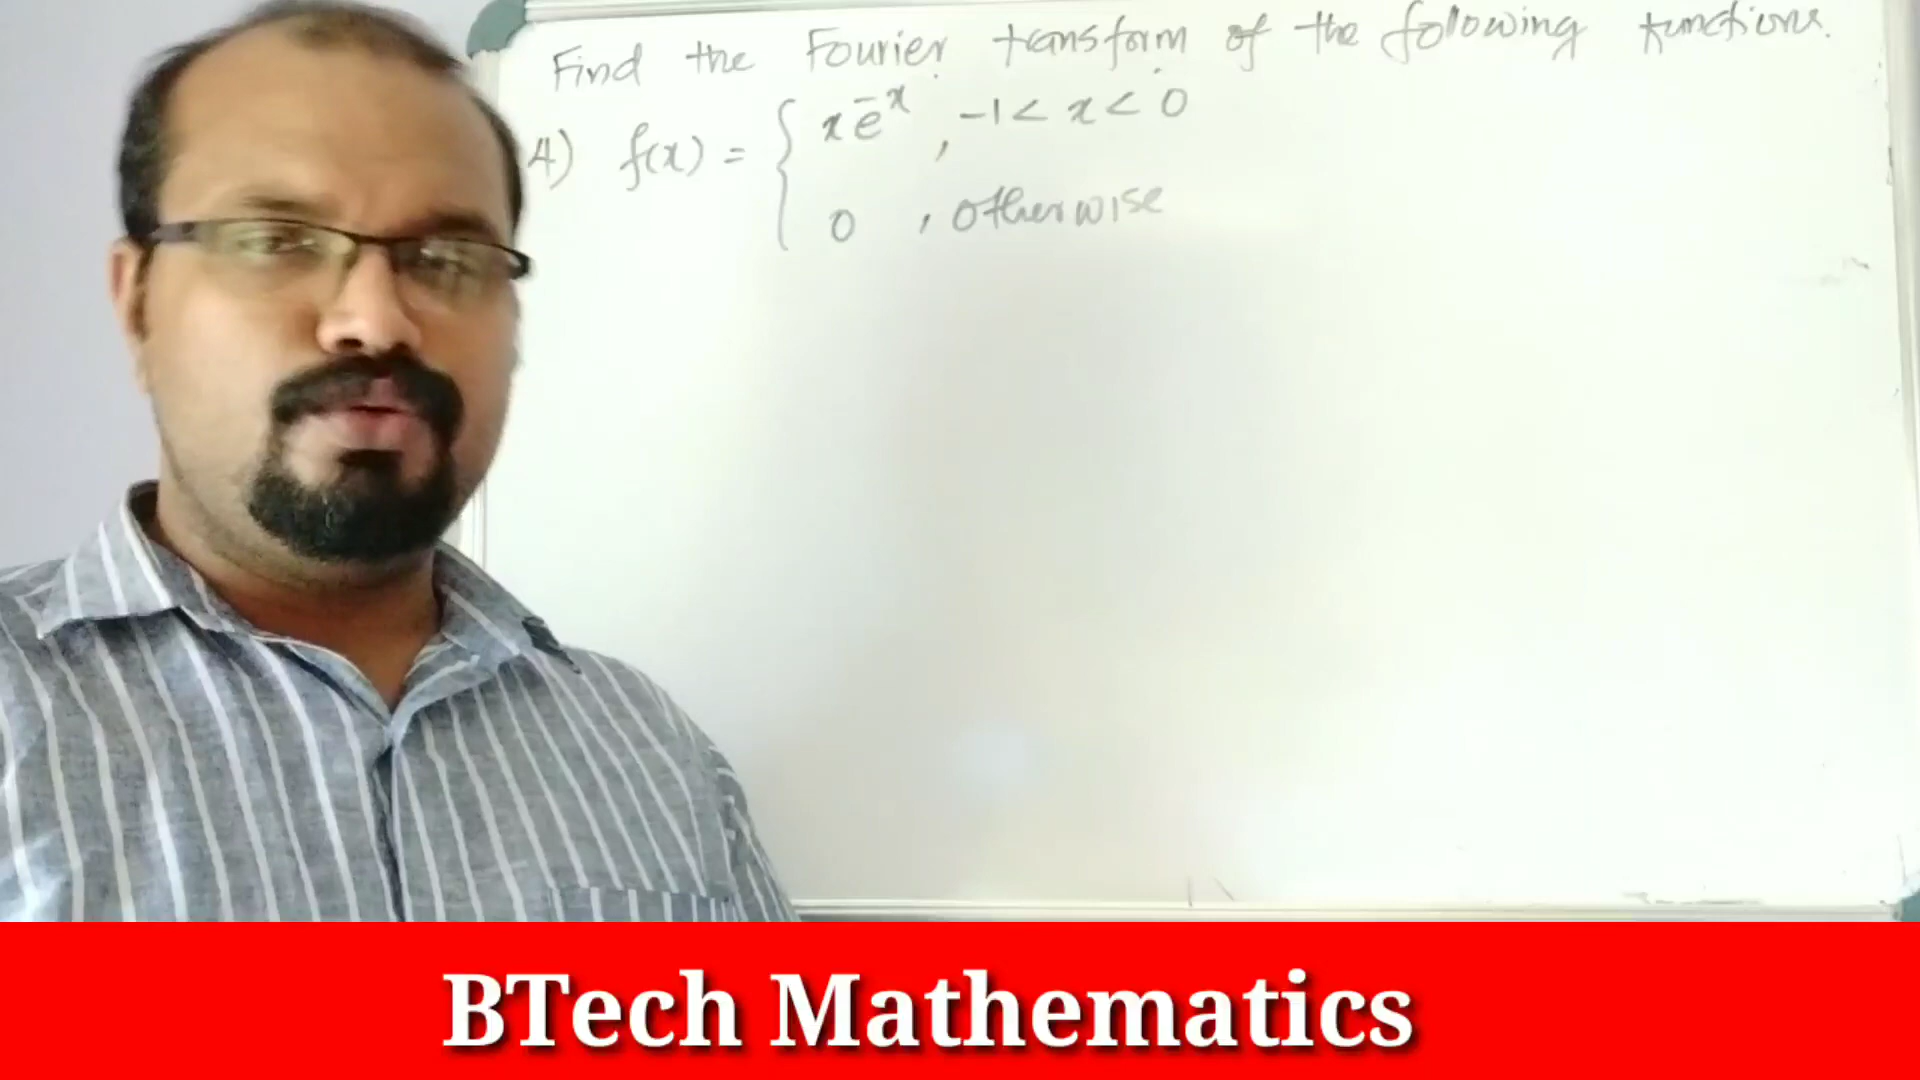 Find the Fourier transform of the following functions.
4) f(x) = { xe^-x , -1 < x < 0
0 , otherwise
BTech Mathematics